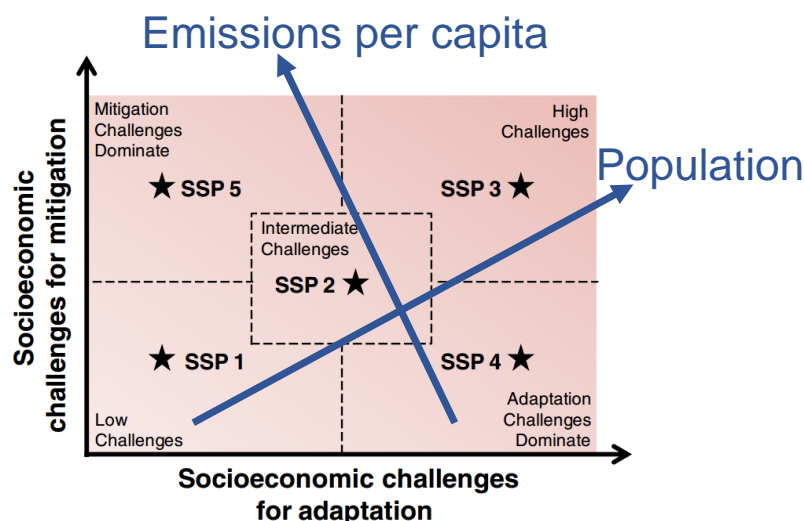 Emissions per capita
Mitigation
Challenges
Dominate
High
Challenges
Population
SSP 5
SSP 3
Intermediate
Challenges
SSP 2
SSP 1
SSP 4
Low
Challenges
Adaptation
Challenges
Dominate
Socioeconomic
challenges for mitigation
Socioeconomic challenges
for adaptation